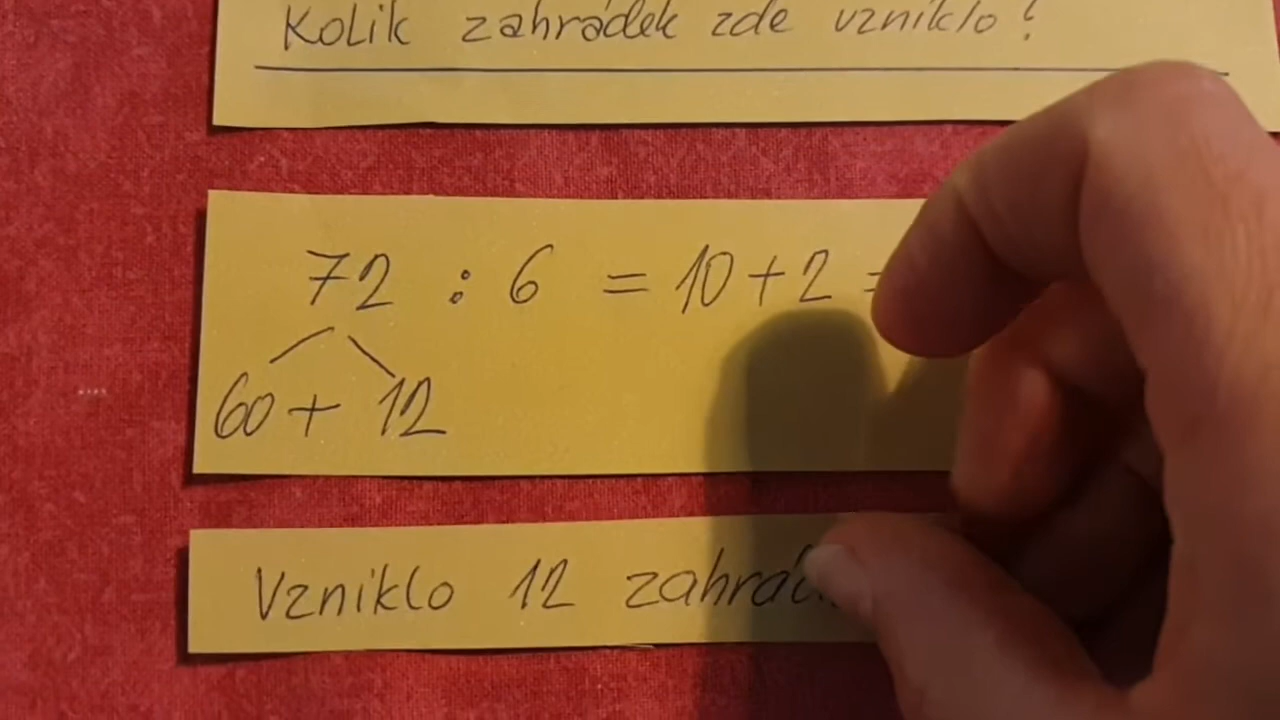 Kolik zahrádek zde vzniklo?
72 : 6 = 10 + 2 =
60 + 12
Vzniklo 12